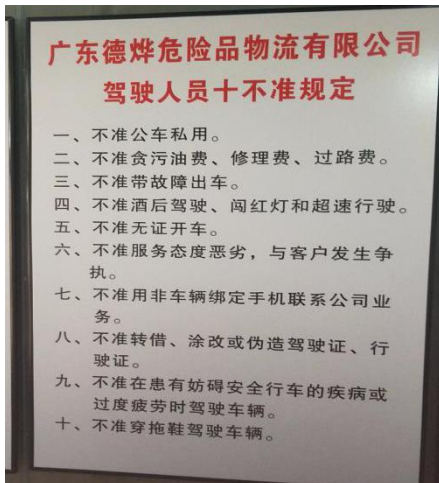 广东德烨危险品物流有限公司
驾驶人员十不准规定
一、不准公车私用。
二、不准贪污油费、修理费、过路费。
三、不准带故障出车。
四、不准酒后驾驶、闯红灯和超速行驶。
五、不准无证开车。
六、不准服务态度恶劣，与客户发生争
执。
七、不准用非车辆绑定手机联系公司业
务。
八、不准转借、涂改或伪造驾驶证、行
驶证。
九、不准在患有妨碍安全行车的疾病或
过度疲劳时驾驶车辆。
十、不准穿拖鞋驾驶车辆。